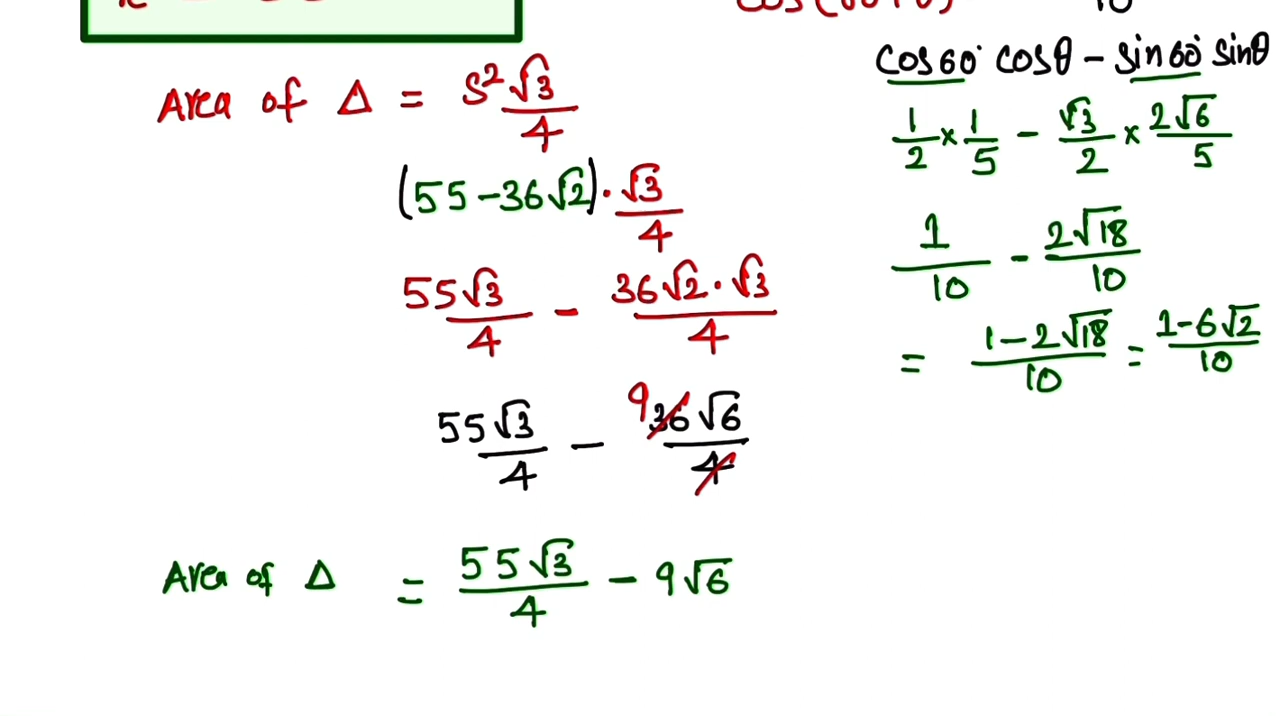 Area of Δ = S² √3/4
(55 - 36√2) · √3/4
55√3/4 - 36√2·√3/4
55√3/4 - 9 36√6/4
Area of Δ = 55√3/4 - 9√6
cos60° cosθ - sin60° sinθ
1/2 × 1/5 - √3/2 × 2√6/5
1/10 - 2√18/10
= 1-2√18/10 = 1-6√2/10